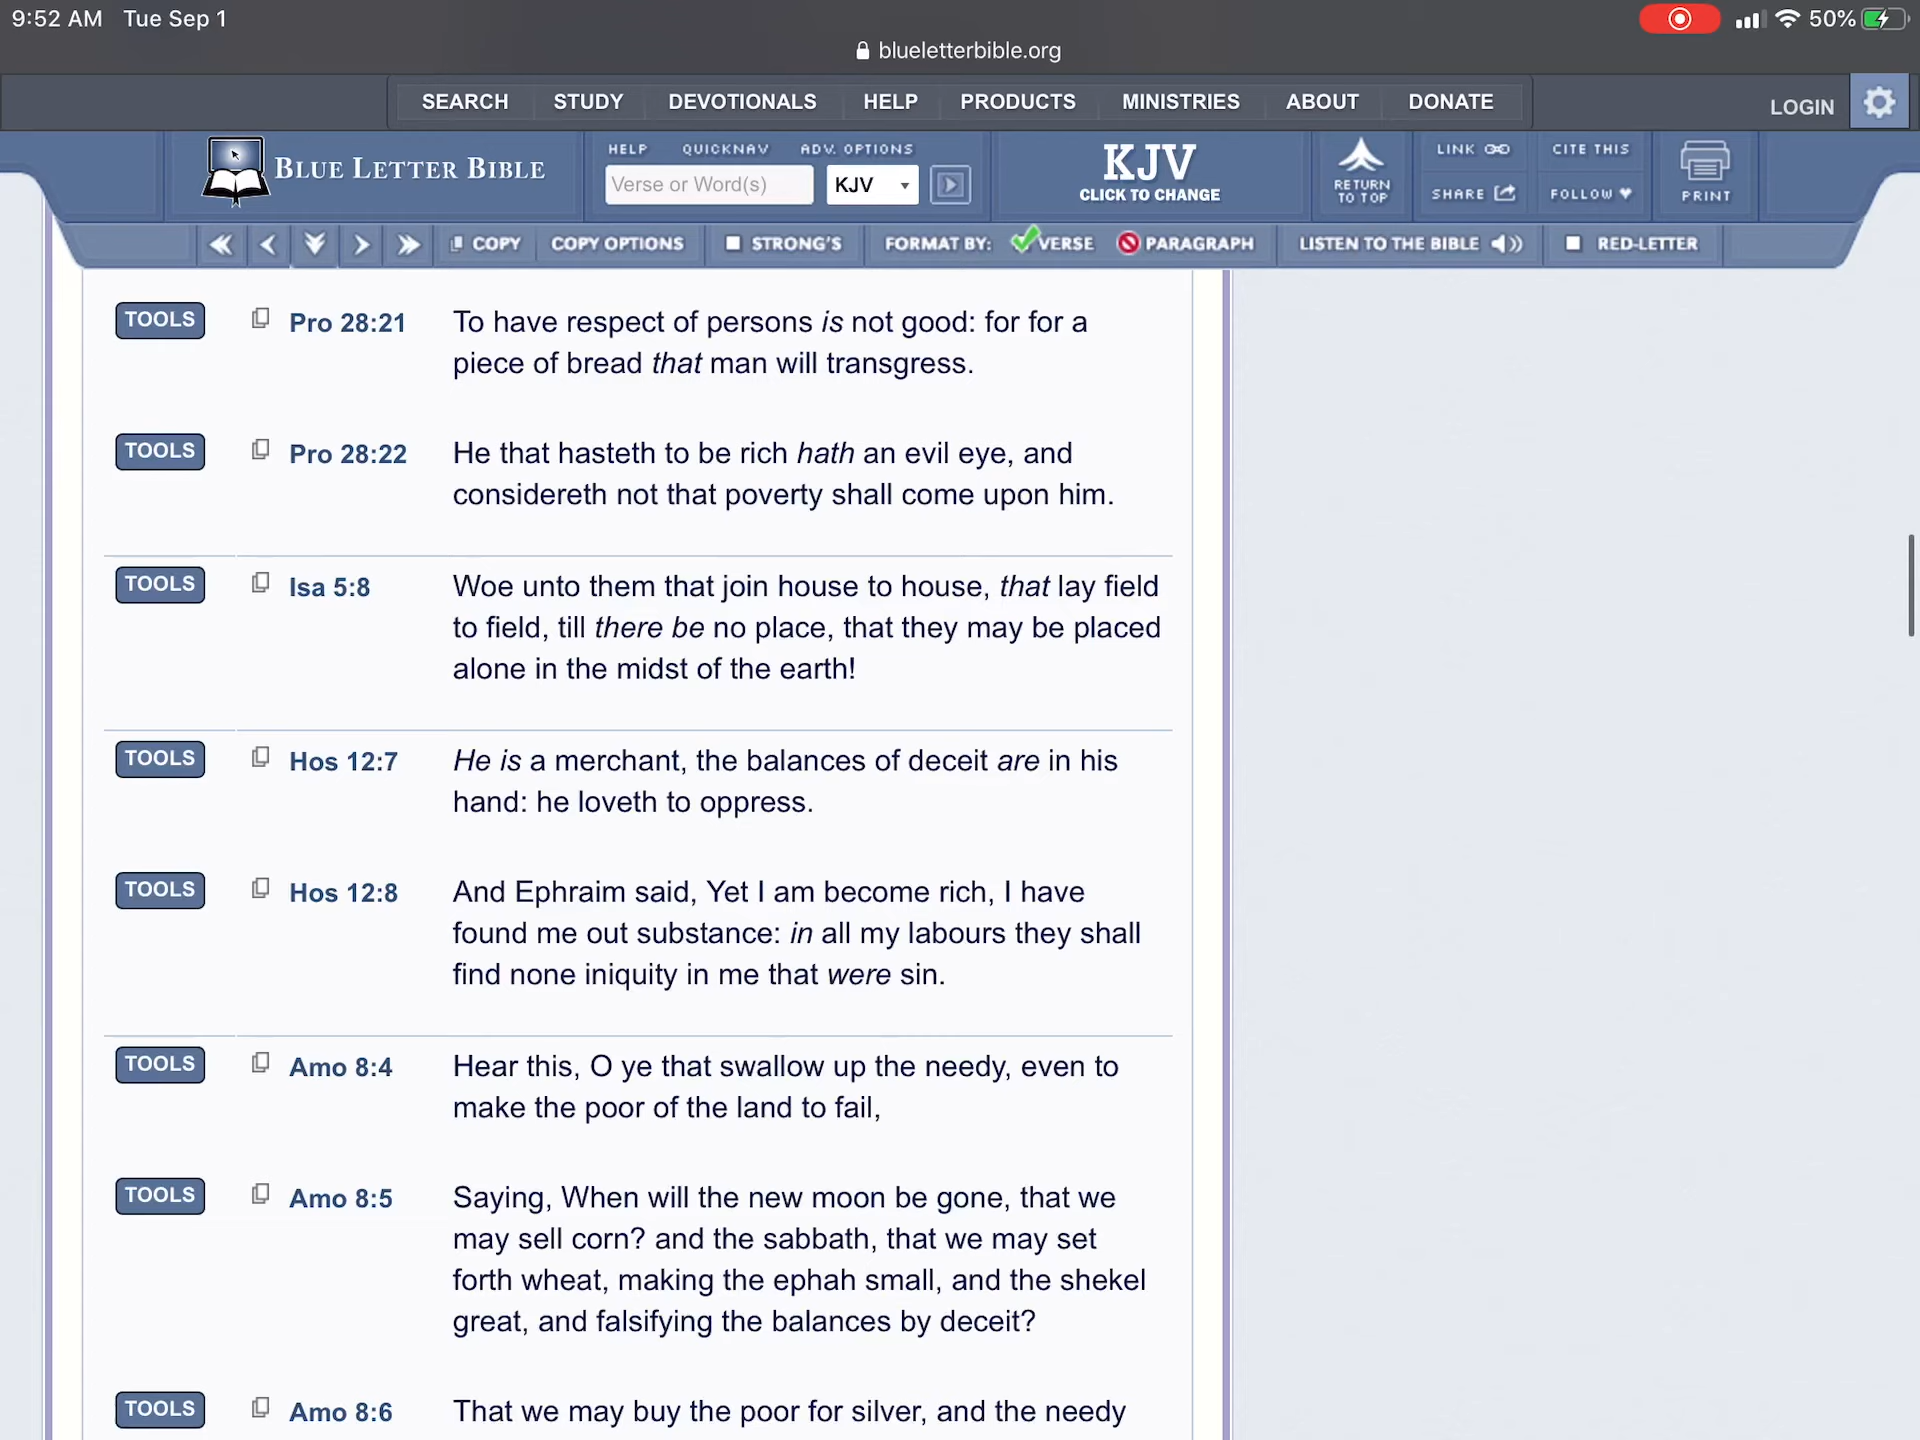 9:52 AM Tue Sep 1
50%
blueletterbible.org
SEARCH STUDY DEVOTIONALS HELP PRODUCTS MINISTRIES ABOUT DONATE
LOGIN
BLUE LETTER BIBLE
HELP QUICKNAV ADV. OPTIONS
Verse or Word(s)
KJV
KJV
CLICK TO CHANGE
RETURN
TO TOP
LINK
SHARE
CITE THIS
FOLLOW
PRINT
COPY COPY OPTIONS STRONG'S FORMAT BY: VERSE PARAGRAPH LISTEN TO THE BIBLE RED-LETTER
TOOLS Pro 28:21 To have respect of persons is not good: for for a
piece of bread that man will transgress.
TOOLS Pro 28:22 He that hasteth to be rich hath an evil eye, and
considereth not that poverty shall come upon him.
TOOLS Isa 5:8 Woe unto them that join house to house, that lay field
to field, till there be no place, that they may be placed
alone in the midst of the earth!
TOOLS Hos 12:7 He is a merchant, the balances of deceit are in his
hand: he loveth to oppress.
TOOLS Hos 12:8 And Ephraim said, Yet I am become rich, I have
found me out substance: in all my labours they shall
find none iniquity in me that were sin.
TOOLS Amo 8:4 Hear this, O ye that swallow up the needy, even to
make the poor of the land to fail,
TOOLS Amo 8:5 Saying, When will the new moon be gone, that we
may sell corn? and the sabbath, that we may set
forth wheat, making the ephah small, and the shekel
great, and falsifying the balances by deceit?
TOOLS Amo 8:6 That we may buy the poor for silver, and the needy